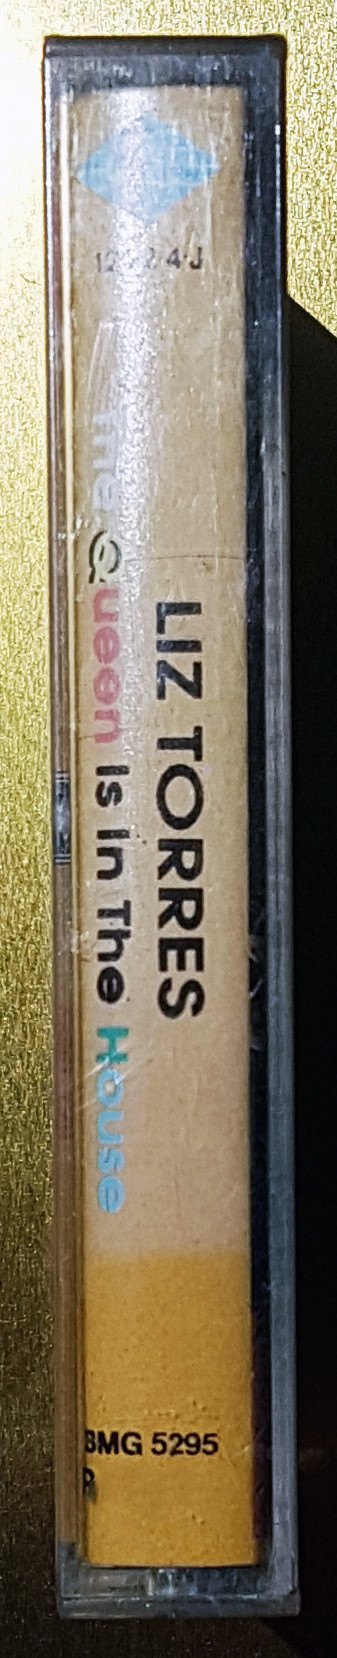 LIZ TORRES
The Queen Is In The House
BMG 5295